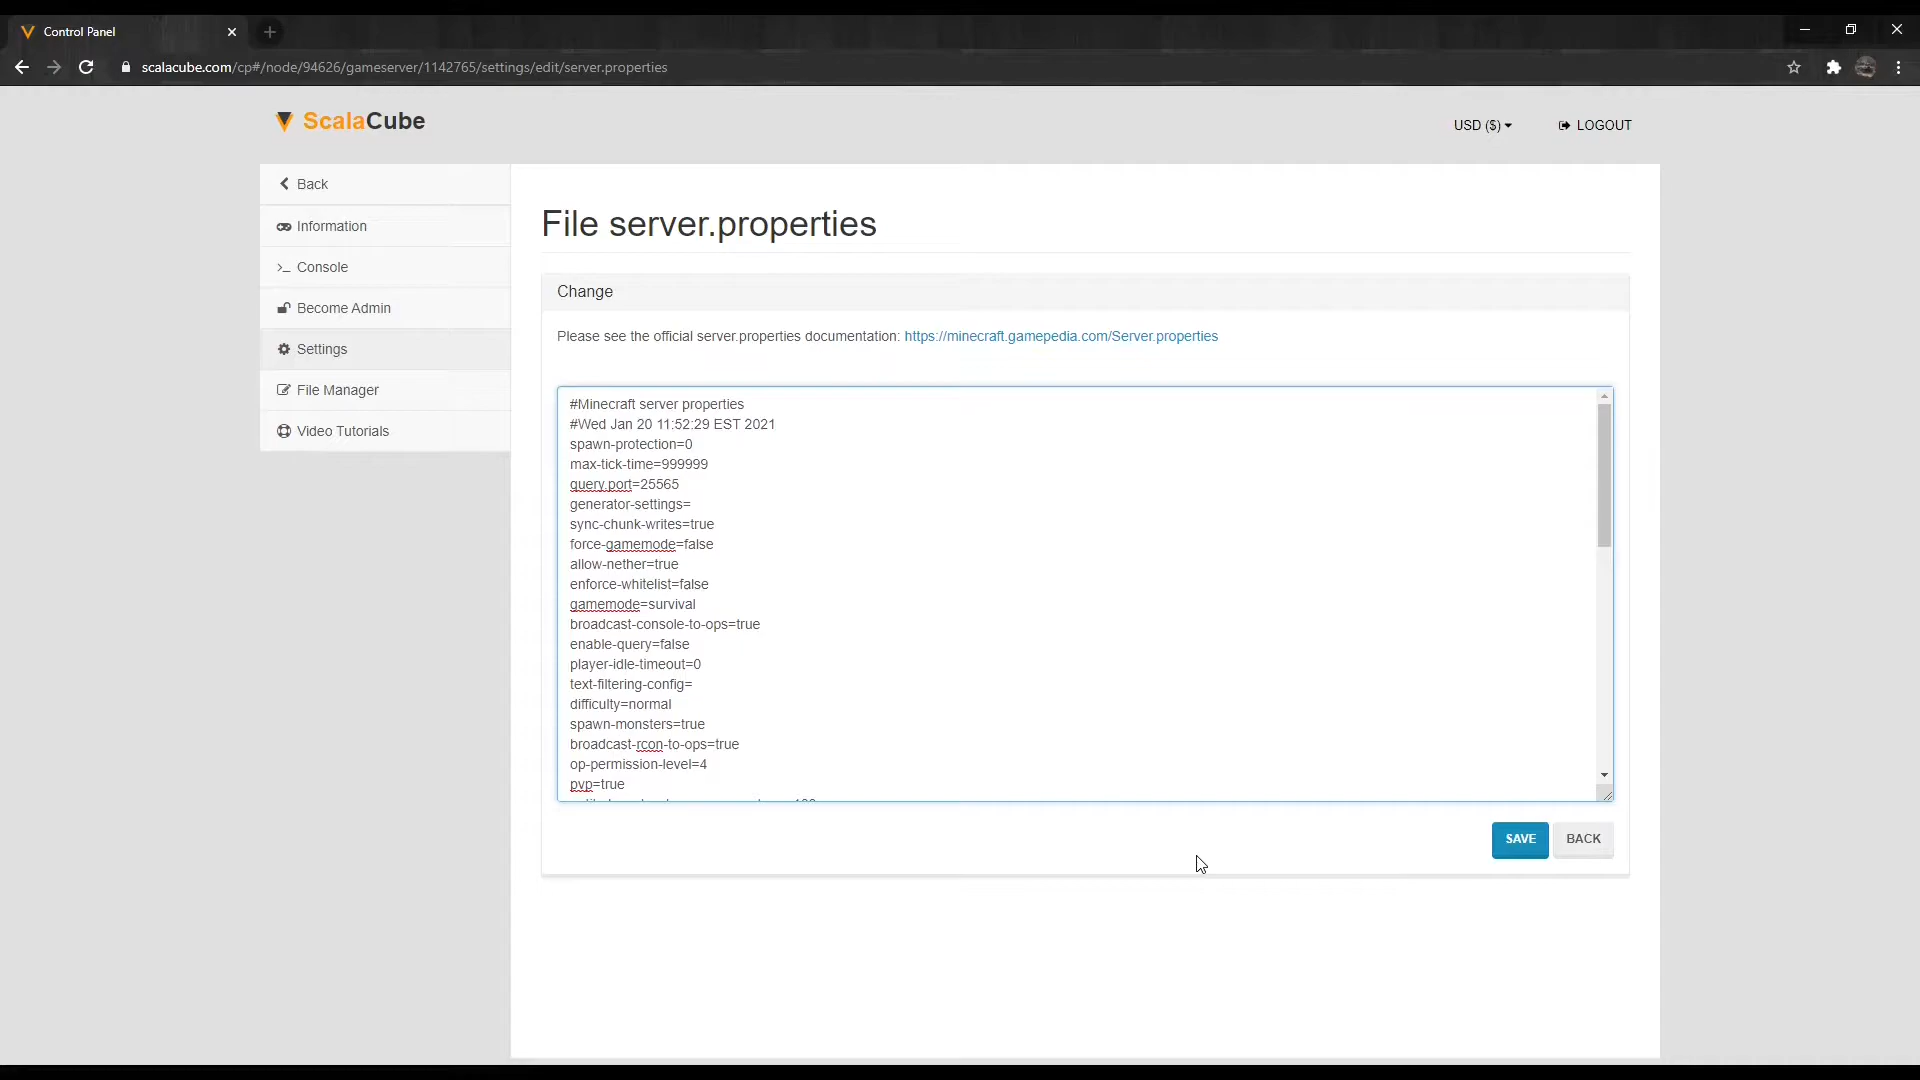 Control Panel
scalacube.com/cp#/node/94626/gameserver/1142765/settings/edit/server.properties
ScalaCube
USD ($)
LOGOUT
Back
Information
Console
Become Admin
Settings
File Manager
Video Tutorials
File server.properties
Change
Please see the official server.properties documentation: https://minecraft.gamepedia.com/Server.properties
#Minecraft server properties
#Wed Jan 20 11:52:29 EST 2021
spawn-protection=0
max-tick-time=999999
query.port=25565
generator-settings=
sync-chunk-writes=true
force-gamemode=false
allow-nether=true
enforce-whitelist=false
gamemode=survival
broadcast-console-to-ops=true
enable-query=false
player-idle-timeout=0
text-filtering-config=
difficulty=normal
spawn-monsters=true
broadcast-rcon-to-ops=true
op-permission-level=4
pvp=true
SAVE
BACK